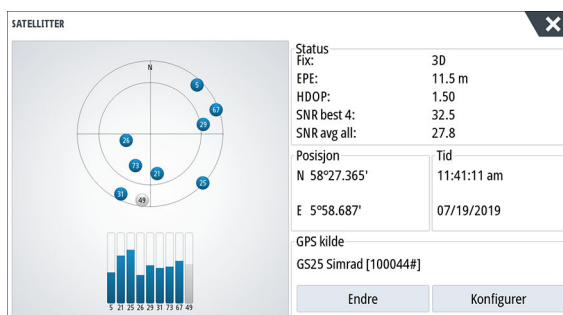 SATELLITTER
N
5
67
29
26
73
21
25
31
49
5 21 25 26 29 31 73 67 49
Status
Fix: 3D
EPE: 11.5 m
HDOP: 1.50
SNR best 4: 32.5
SNR avg all: 27.8
Posisjon
N 58°27.365'
E 5°58.687'
Tid
11:41:11 am
07/19/2019
GPS kilde
GS25 Simrad [100044#]
Endre
Konfigurer